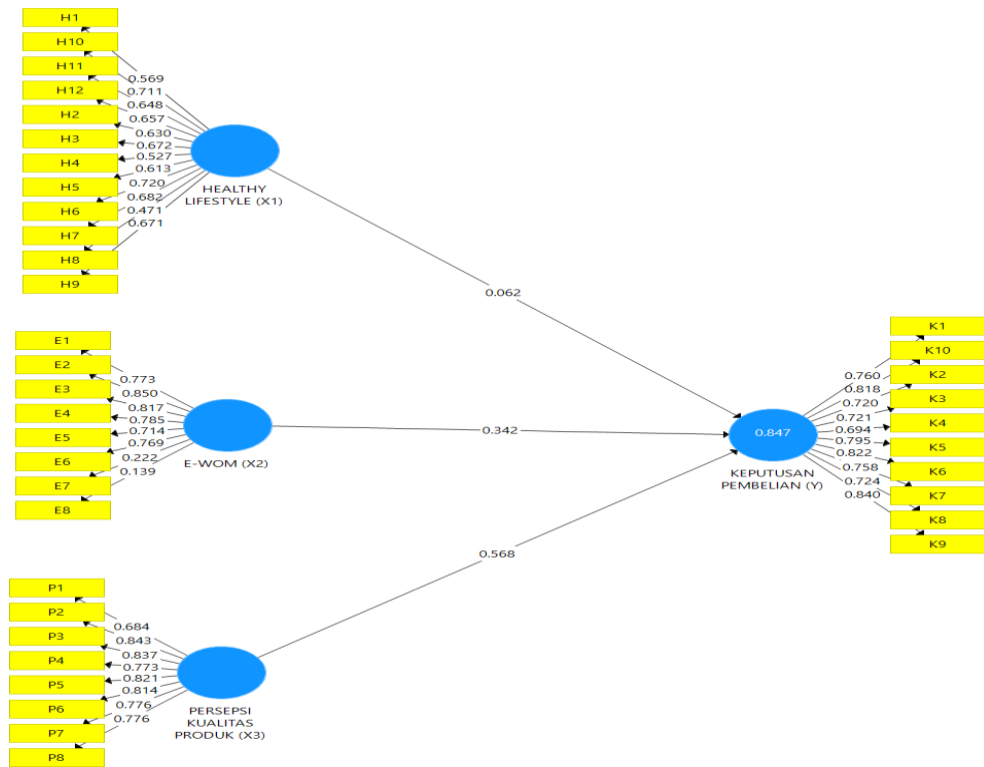 H1
H10
H11
H12
H2
H3
H4
H5
H6
H7
H8
H9
0.569
0.711
0.648
0.657
0.630
0.672
0.527
0.613
0.720
0.682
0.471
0.671
HEALTHY
LIFESTYLE (X1)
0.062
E1
E2
E3
E4
E5
E6
E7
E8
0.773
0.850
0.817
0.785
0.714
0.769
0.222
0.139
E-WOM (X2)
0.342
P1
P2
P3
P4
P5
P6
P7
P8
0.684
0.843
0.837
0.773
0.821
0.814
0.776
0.776
PERSEPSI
KUALITAS
PRODUK (X3)
0.568
0.847
KEPUTUSAN
PEMBELIAN (Y)
0.760
0.818
0.720
0.721
0.694
0.795
0.822
0.758
0.724
0.840
K1
K10
K2
K3
K4
K5
K6
K7
K8
K9